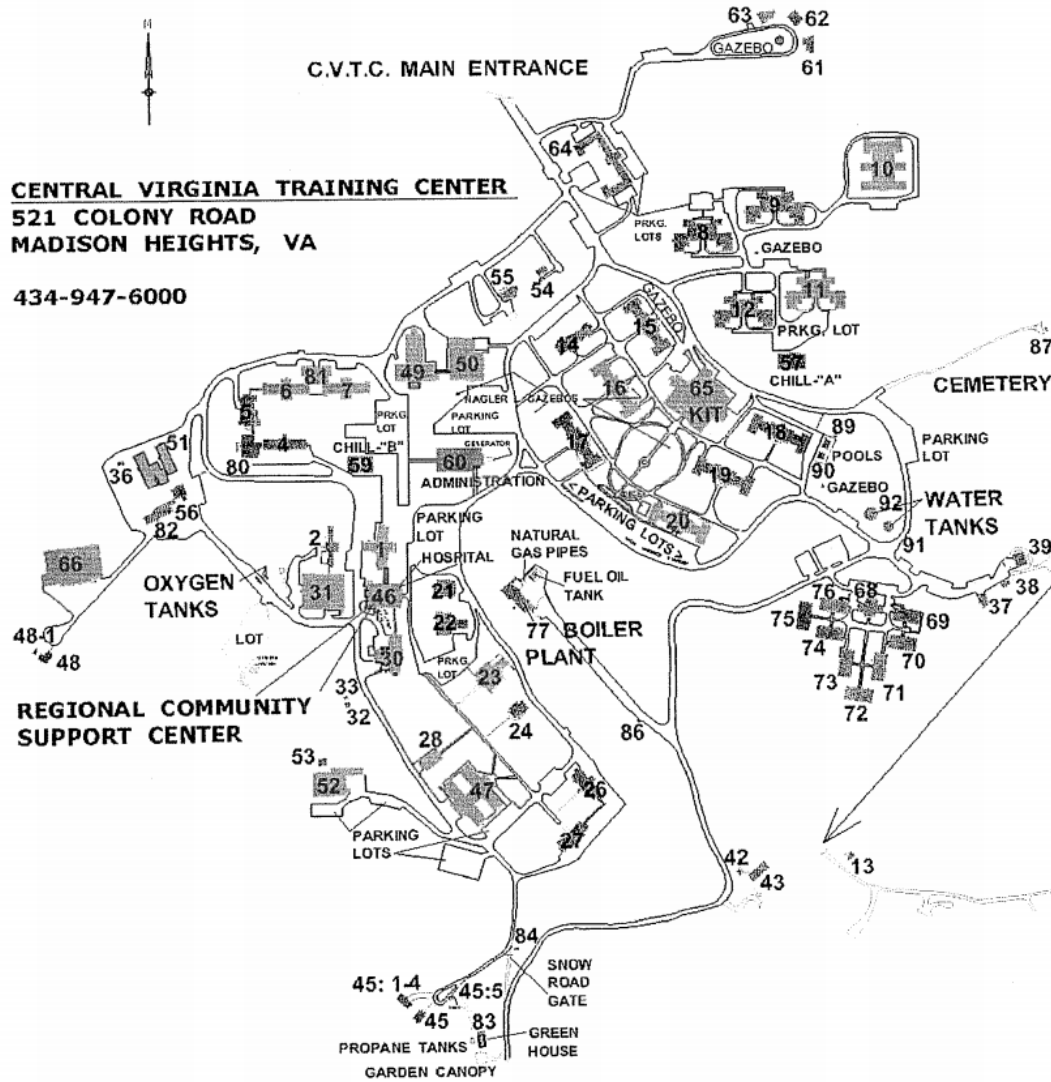 N
63
62
GAZEBO
61
C.V.T.C. MAIN ENTRANCE
64
10
CENTRAL VIRGINIA TRAINING CENTER
521 COLONY ROAD
MADISON HEIGHTS, VA
434-947-6000
9
PRKG.
LOTS
8
GAZEBO
55
54
11
12
PRKG. LOT
GAZEBO
15
14
57
CHILL-"A"
87
CEMETERY
49
50
81
6
7
16
65
KIT
NAGLER
GAZEBOS
PRKG
LOT
PARKING
LOT
5
4
CHILL-"B"
GENERATOR
17
18
89
POOLS
PARKING
LOT
51
36
80
59
60
ADMINISTRATION
19
90
GAZEBO
56
82
<PARKING LOTS>
92
WATER
TANKS
20
PARKING
LOT
2
1
HOSPITAL
NATURAL
GAS PIPES
91
66
OXYGEN
TANKS
31
46
21
FUEL OIL
TANK
39
38
37
76
68
69
75
22
77
BOILER
PLANT
74
70
48-1
48
LOT
30
PRKG
LOT
23
73
71
72
33
32
REGIONAL COMMUNITY
SUPPORT CENTER
24
86
28
53
52
47
26
PARKING
LOTS
27
42
43
13
84
SNOW
ROAD
GATE
45: 1-4
45:5
45
83
GREEN
HOUSE
PROPANE TANKS
GARDEN CANOPY